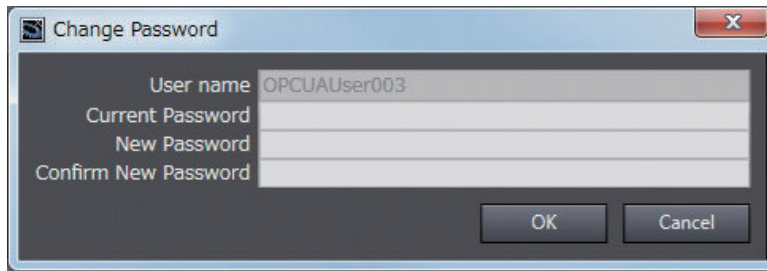 Change Password
User name OPCUAUser003
Current Password
New Password
Confirm New Password
OK Cancel